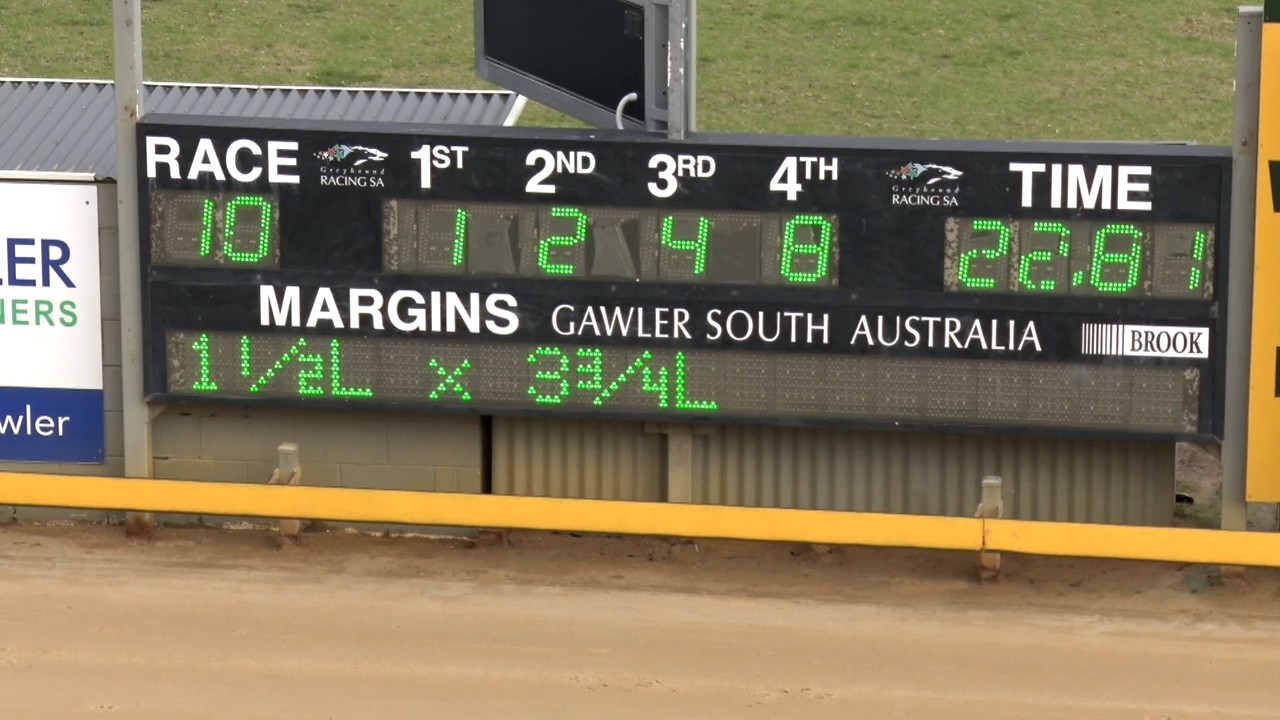 RACE Greyhound RACING SA 1ST 2ND 3RD 4TH Greyhound RACING SA TIME
10 1 2 4 8 22.81
MARGINS GAWLER SOUTH AUSTRALIA BROOK
1 1/2L x 3 3/4L
LER
NERS
wler